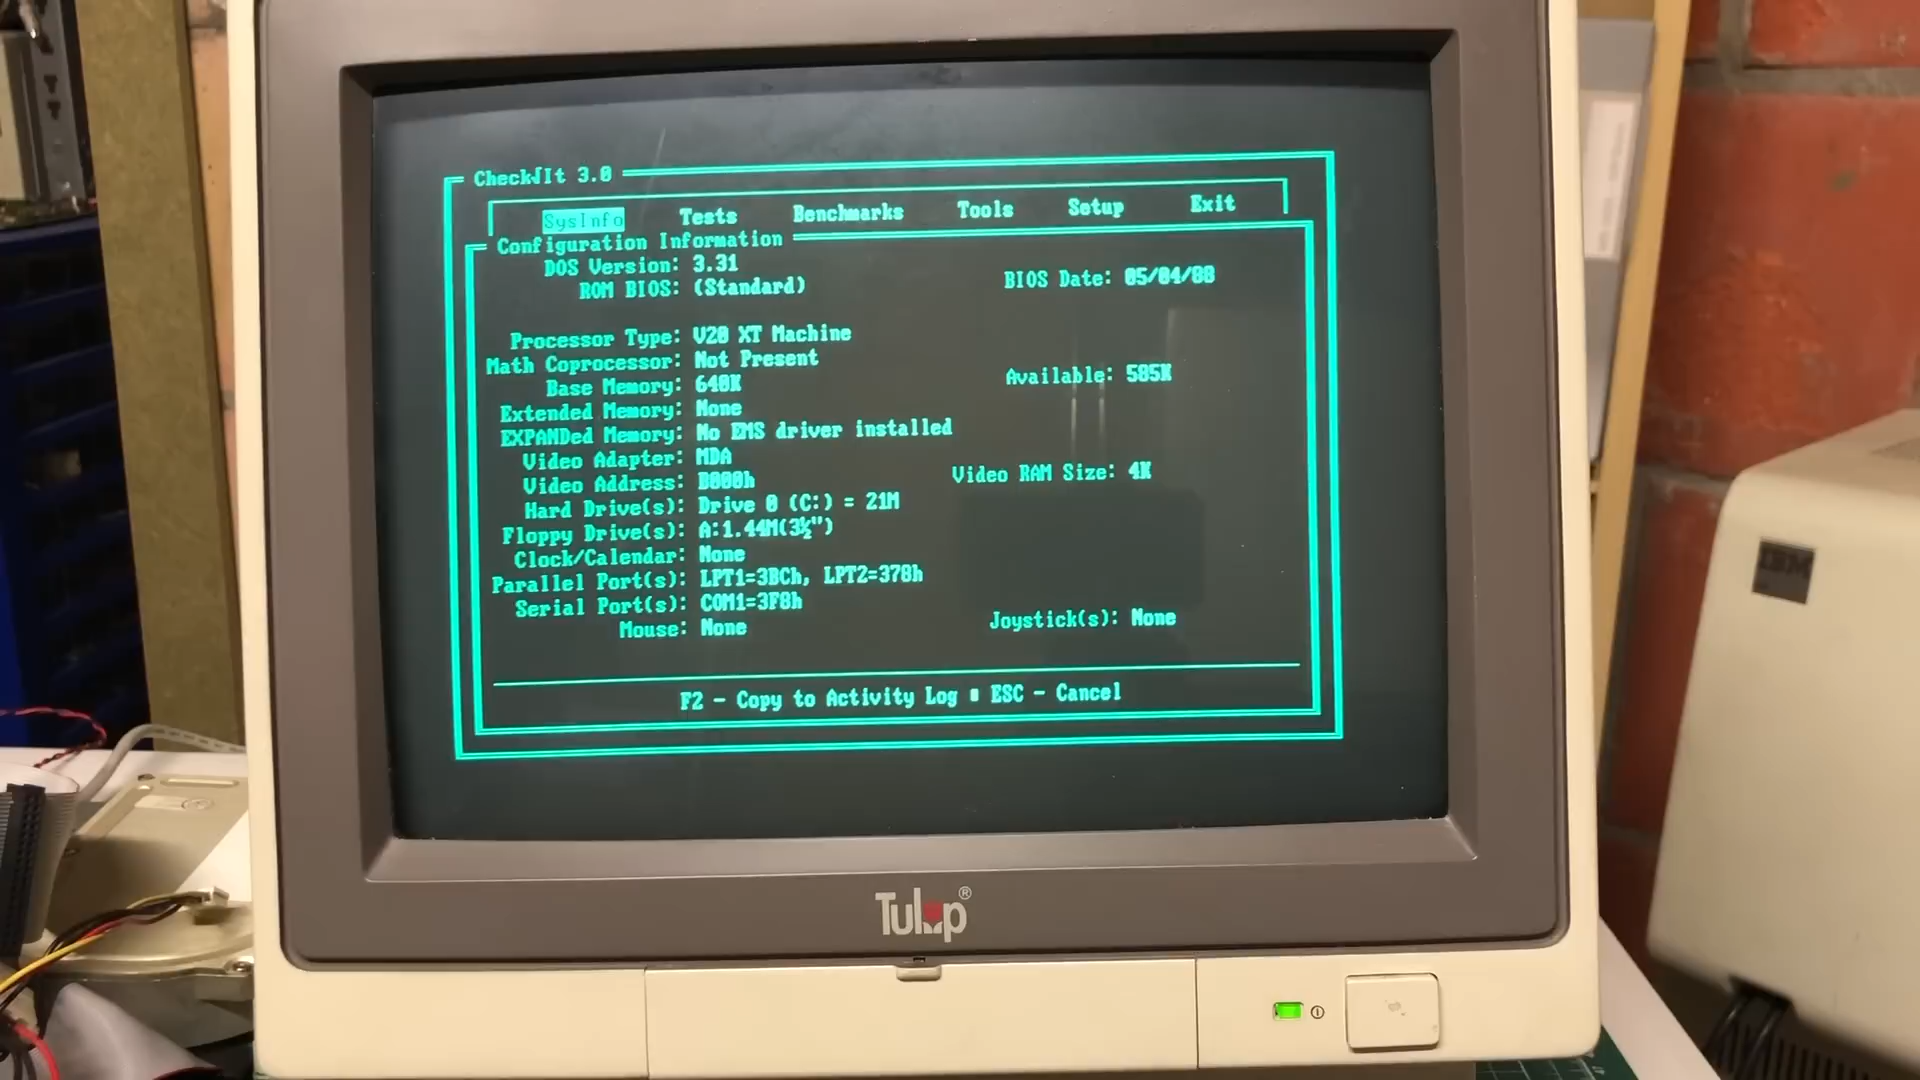 Check√It 3.0
SysInfo Tests Benchmarks Tools Setup Exit
Configuration Information
DOS Version: 3.31
ROM BIOS: (Standard) BIOS Date: 05/04/88
Processor Type: V20 XT Machine
Math Coprocessor: Not Present
Base Memory: 640K Available: 585K
Extended Memory: None
EXPANDed Memory: No EMS driver installed
Video Adapter: MDA
Video Address: B000h Video RAM Size: 4K
Hard Drive(s): Drive 0 (C:) = 21M
Floppy Drive(s): A:1.44M(3½")
Clock/Calendar: None
Parallel Port(s): LPT1=3BCh, LPT2=378h
Serial Port(s): COM1=3F8h
Mouse: None Joystick(s): None
F2 - Copy to Activity Log ▪ ESC - Cancel
Tulip®
IBM